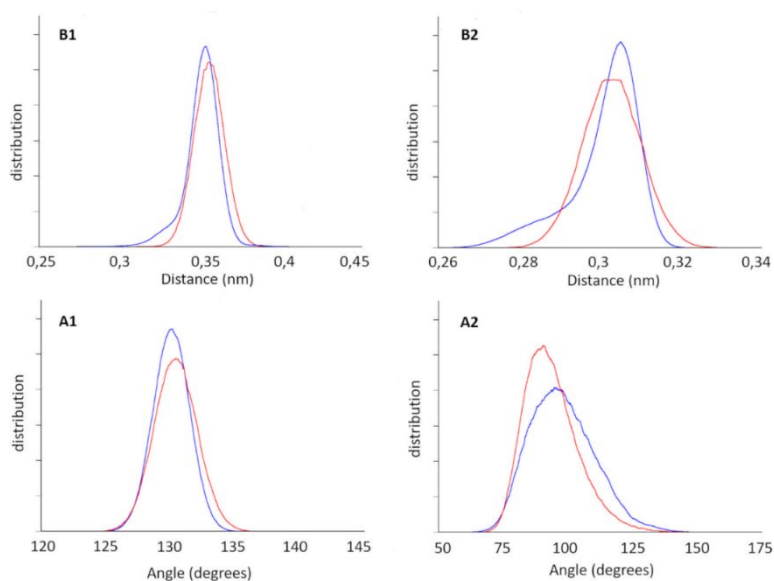 B1
distribution
0,25 0,3 0,35 0,4 0,45
Distance (nm)
B2
distribution
0,26 0,28 0,3 0,32 0,34
Distance (nm)
A1
distribution
120 125 130 135 140 145
Angle (degrees)
A2
distribution
50 75 100 125 150 175
Angle (degrees)